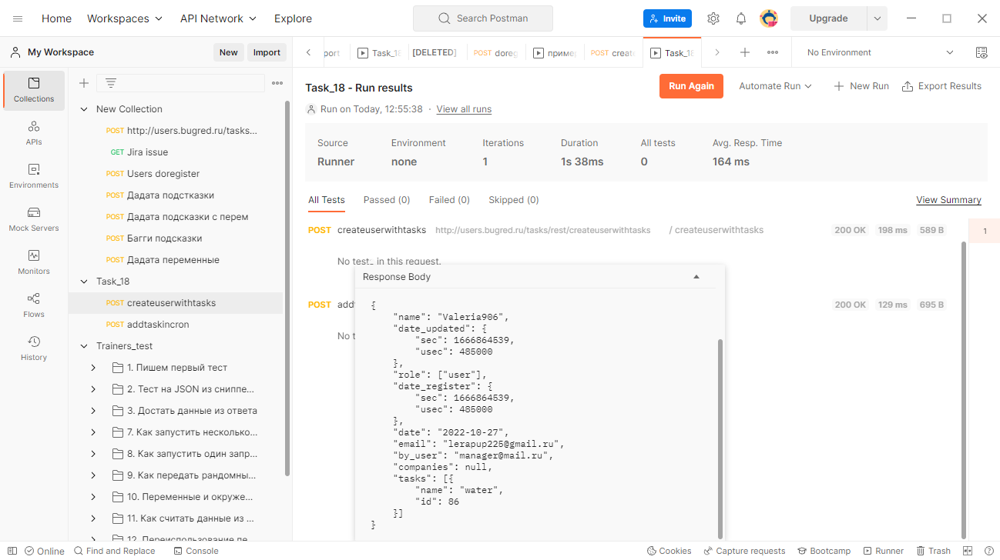 Home Workspaces API Network Explore Search Postman Invite Upgrade
My Workspace New Import
port Task_18 [DELETED] POST doreg POST create Task_18 No Environment
Collections
APIs
Environments
Mock Servers
Monitors
Flows
History
New Collection
POST http://users.bugred.ru/tasks...
GET Jira issue
POST Users doregister
POST Дадата подстказки
POST Дадата подсказки с перем
POST Багги подсказки
POST Дадата переменные
Task_18
POST createuserwithtasks
POST addtaskincron
Trainers_test
1. Пишем первый тест
2. Тест на JSON из сниппе...
3. Достать данные из ответа
7. Как запустить несколько...
8. Как запустить один запр...
9. Как передать рандомны...
10. Переменные и окруже...
11. Как считать данные из ...
Task_18 - Run results Run Again Automate Run New Run Export Results
Run on Today, 12:55:38 · View all runs
Source Environment Iterations Duration All tests Avg. Resp. Time
Runner none 1 1s 38ms 0 164 ms
All Tests Passed (0) Failed (0) Skipped (0) View Summary
POST createuserwithtasks http://users.bugred.ru/tasks/rest/createuserwithtasks / createuserwithtasks 200 OK 198 ms 589 B 1
No tests in this request.
POST add 200 OK 129 ms 695 B
No t
Response Body
{
"name": "Valeria906",
"date_updated": {
"sec": 1666864539,
"usec": 485000
},
"role": ["user"],
"date_register": {
"sec": 1666864539,
"usec": 485000
},
"date": "2022-10-27",
"email": "lerapup225@gmail.ru",
"by_user": "manager@mail.ru",
"companies": null,
"tasks": [{
"name": "water",
"id": 86
}]
}
Online Find and Replace Console Cookies Capture requests Bootcamp Runner Trash